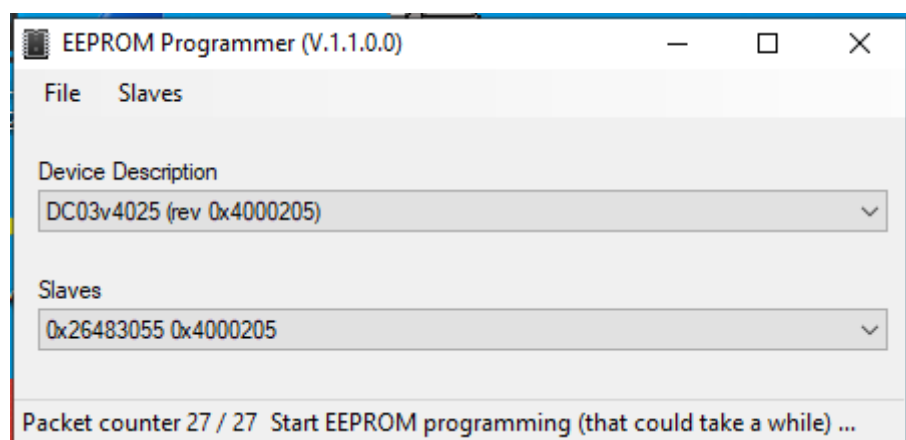 EEPROM Programmer (V.1.1.0.0)
File Slaves
Device Description
DC03v4025 (rev 0x4000205)
Slaves
0x26483055 0x4000205
Packet counter 27 / 27 Start EEPROM programming (that could take a while) ...